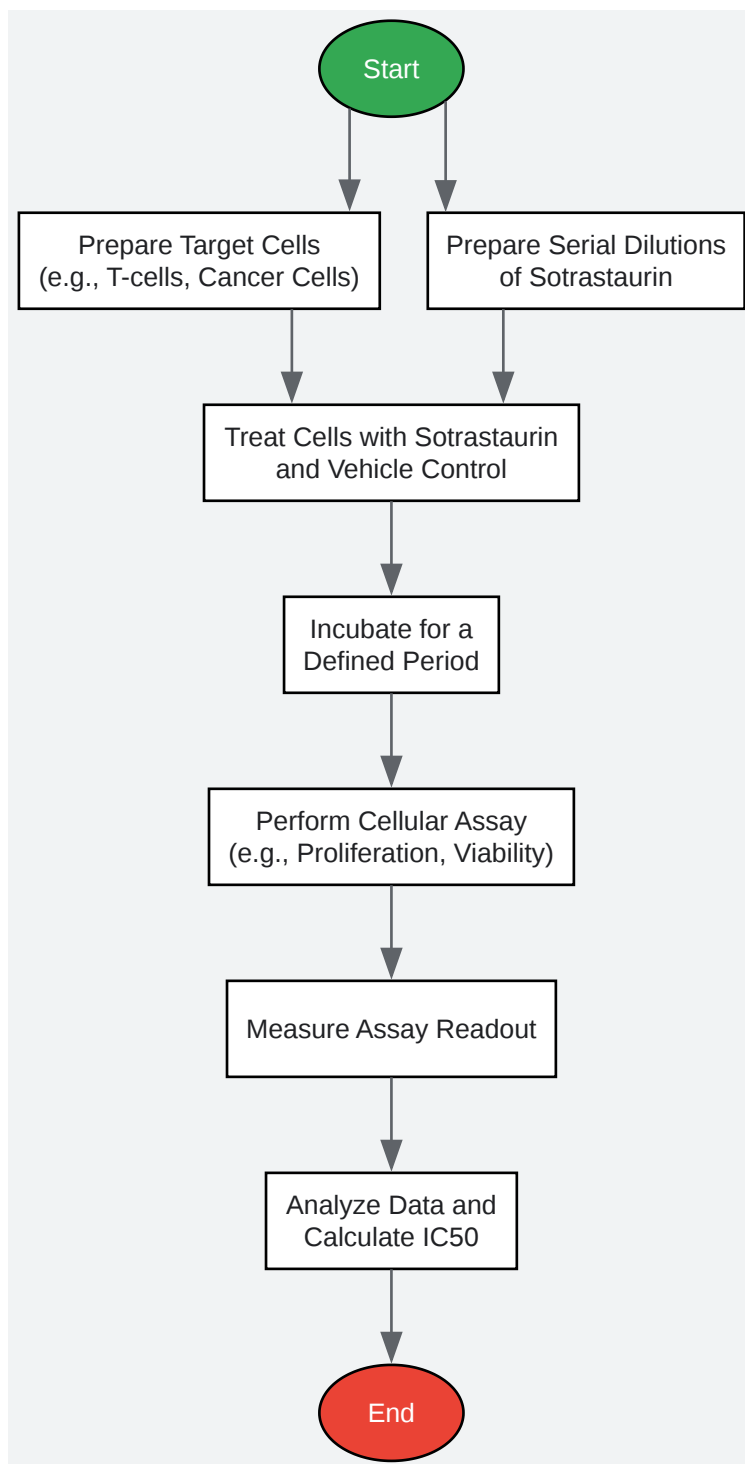 Start
Prepare Target Cells
(e.g., T-cells, Cancer Cells)
Prepare Serial Dilutions
of Sotrastaurin
Treat Cells with Sotrastaurin
and Vehicle Control
Incubate for a
Defined Period
Perform Cellular Assay
(e.g., Proliferation, Viability)
Measure Assay Readout
Analyze Data and
Calculate IC50
End